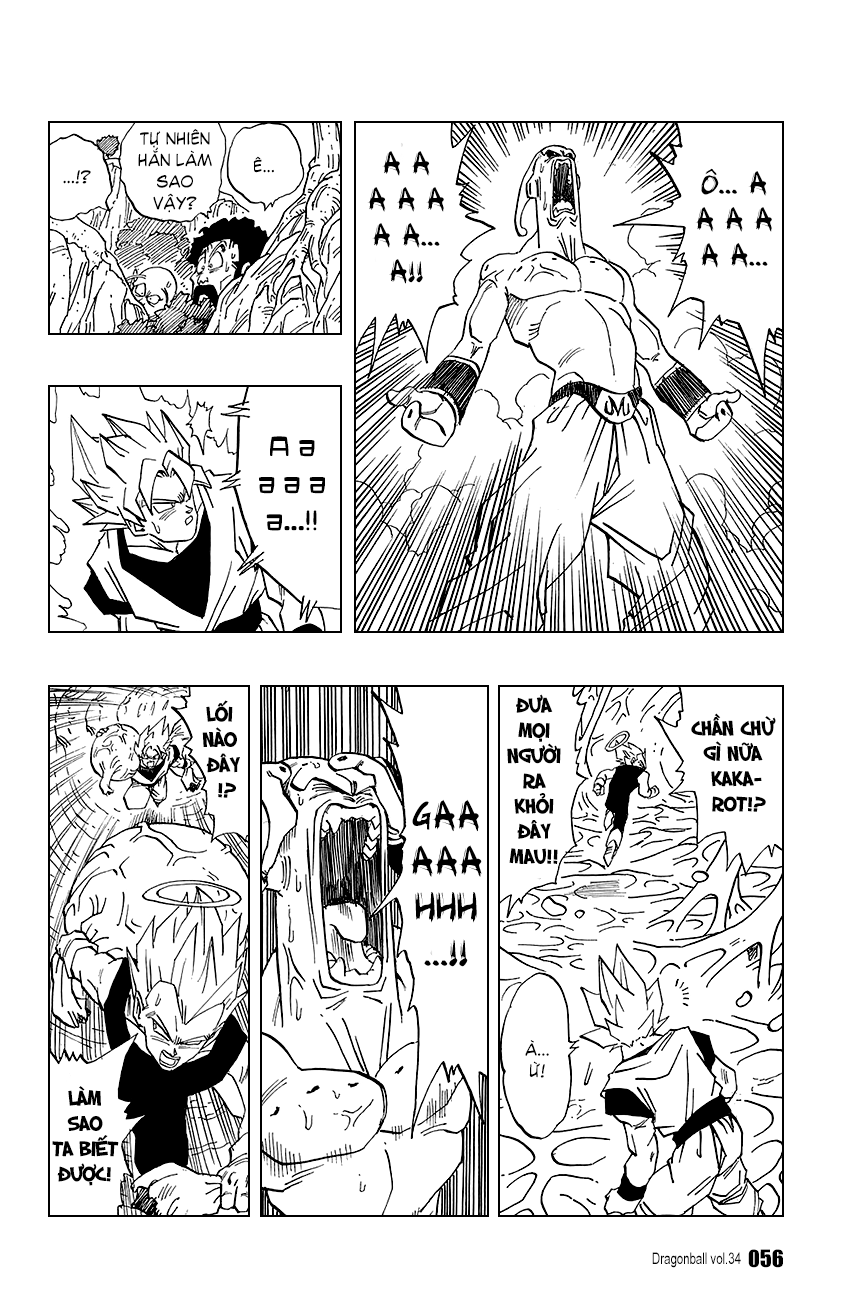 Ô... A
A A A
A A...
A A
A A A
A A...
A!!
Ê...
TỰ NHIÊN
HẮN LÀM
SAO
VẬY?
...!?
A a
a a a
a...!!
CHẦN CHỪ
GÌ NỮA
KAKA-
ROT!?
ĐƯA
MỌI
NGƯỜI
RA
KHỎI
ĐÂY
MAU!!
À...
Ừ!
GAA
AAA
HHH
...!!
LỐI
NÀO
ĐÂY
!?
LÀM
SAO
TA BIẾT
ĐƯỢC!
Dragonball vol.34 056